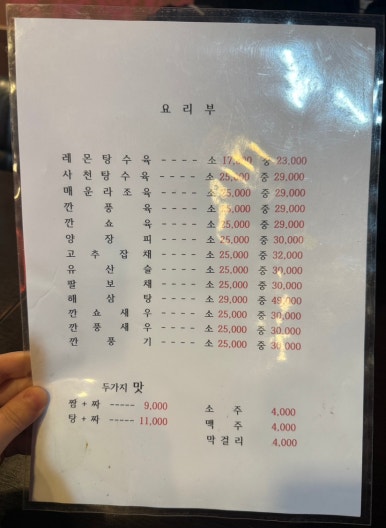 요 리 부
레 몬 탕 수 육 - - - - 소 17,000 중 23,000
사 천 탕 수 육 - - - - 소 25,000 중 29,000
매 운 라 조 육 - - - - 소 25,000 중 29,000
깐 풍 육 - - - - 소 25,000 중 29,000
깐 쇼 육 - - - - 소 25,000 중 29,000
양 장 피 - - - - 소 25,000 중 30,000
고 추 잡 채 - - - - 소 25,000 중 32,000
유 산 슬 - - - - 소 25,000 중 30,000
팔 보 채 - - - - 소 25,000 중 30,000
해 삼 탕 - - - - 소 29,000 중 48,000
깐 쇼 새 우 - - - - 소 25,000 중 30,000
깐 풍 새 우 - - - - 소 25,000 중 30,000
깐 풍 기 - - - - 소 25,000 중 30,000
두가지 맛
짬 + 짜 ----- 9,000
탕 + 짜 ----- 11,000
소 주 4,000
맥 주 4,000
막 걸 리 4,000